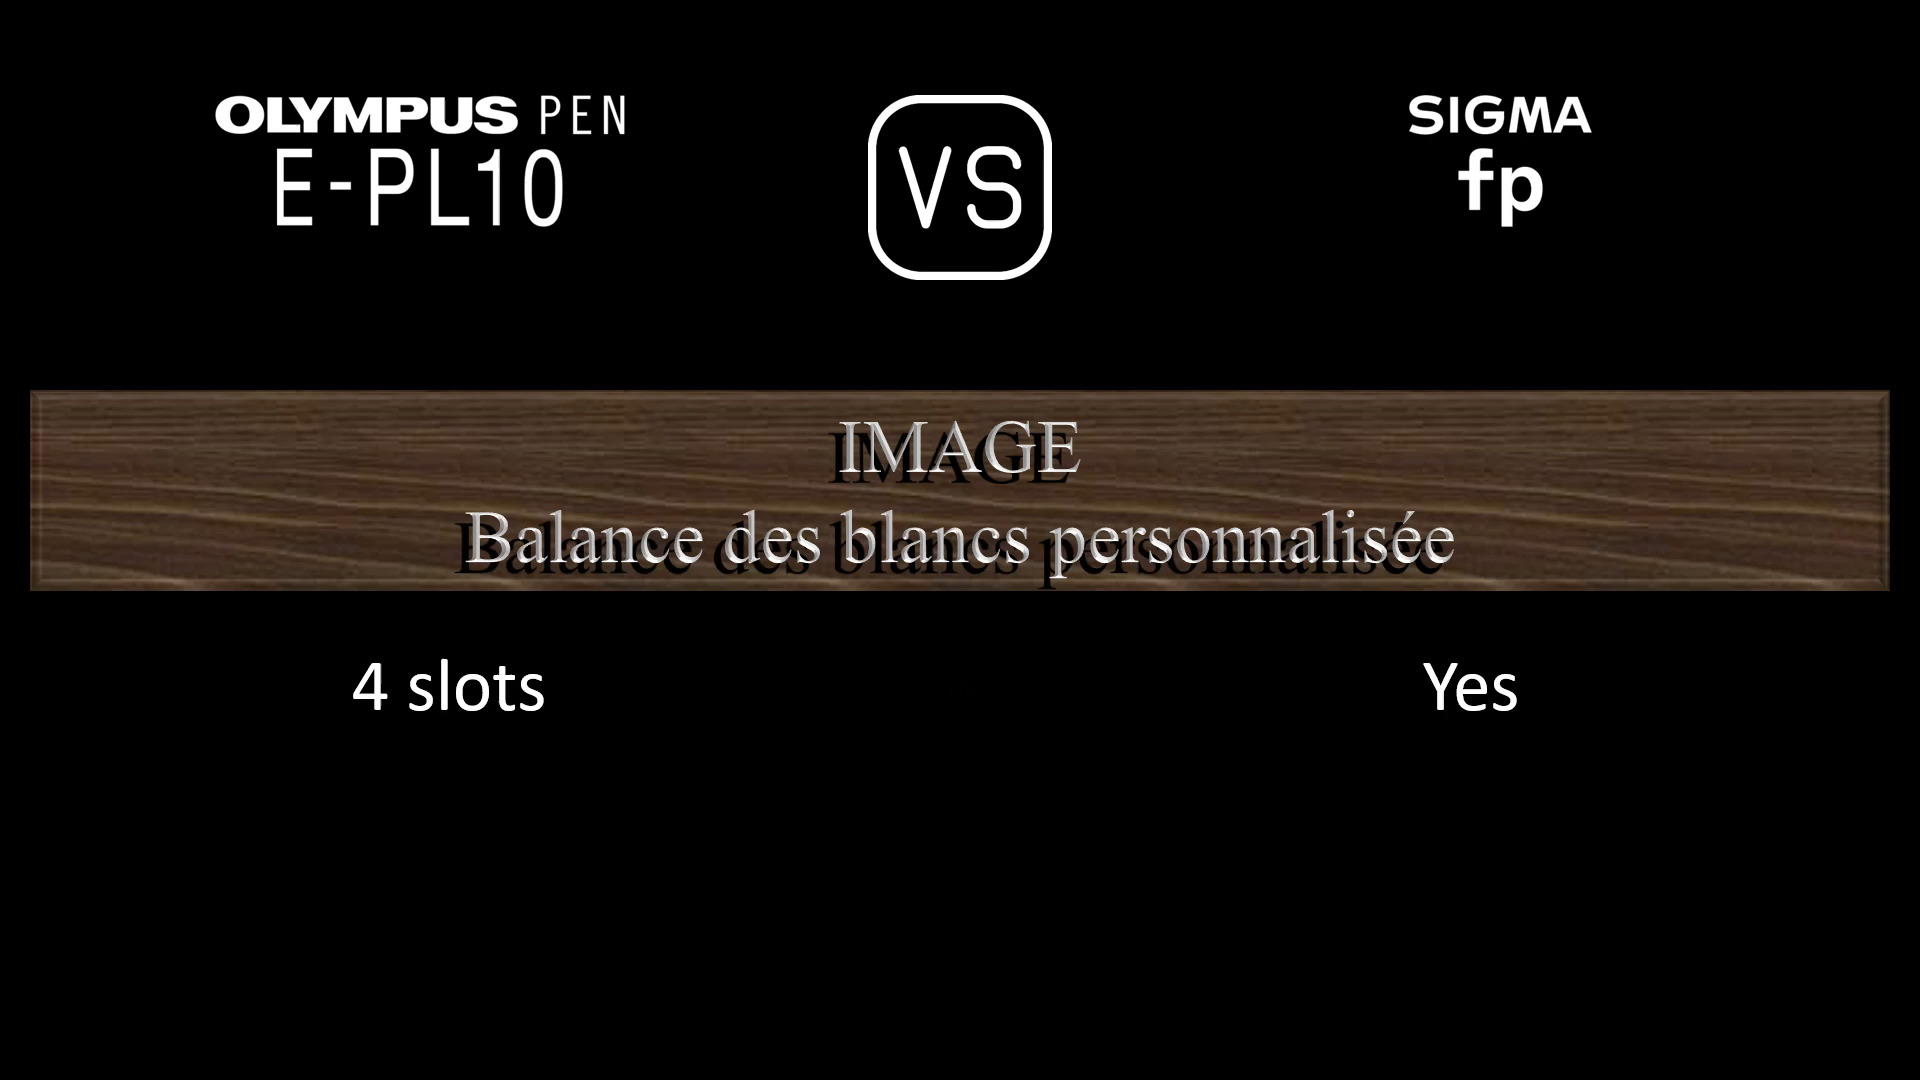 OLYMPUS PEN
E-PL10
VS
SIGMA
fp
IMAGE
Balance des blancs personnalisée
4 slots
Yes